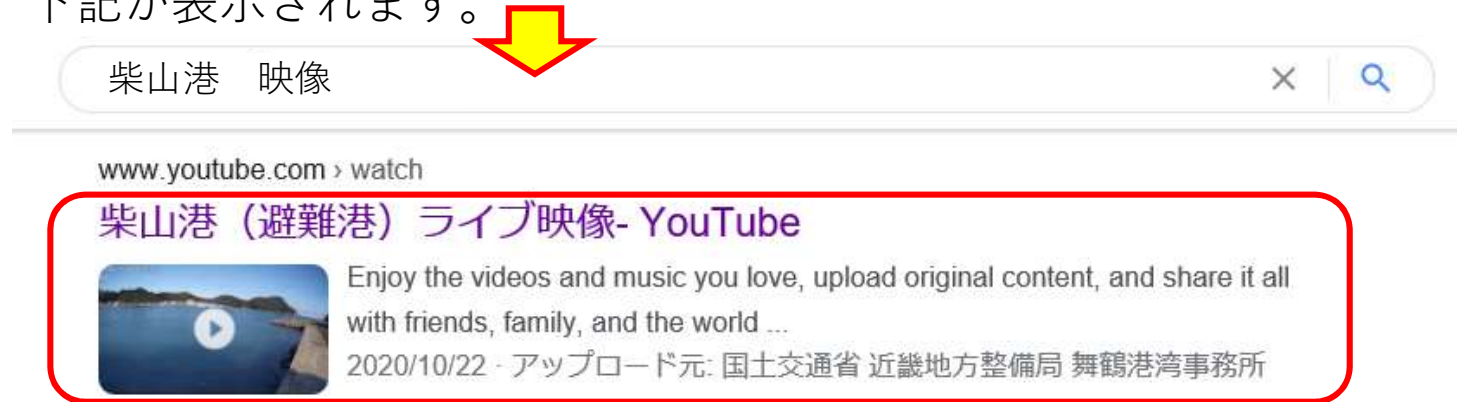 下記が表示されます。
柴山港　映像
www.youtube.com › watch
柴山港（避難港）ライブ映像- YouTube
Enjoy the videos and music you love, upload original content, and share it all
with friends, family, and the world ...
2020/10/22 · アップロード元: 国土交通省 近畿地方整備局 舞鶴港湾事務所